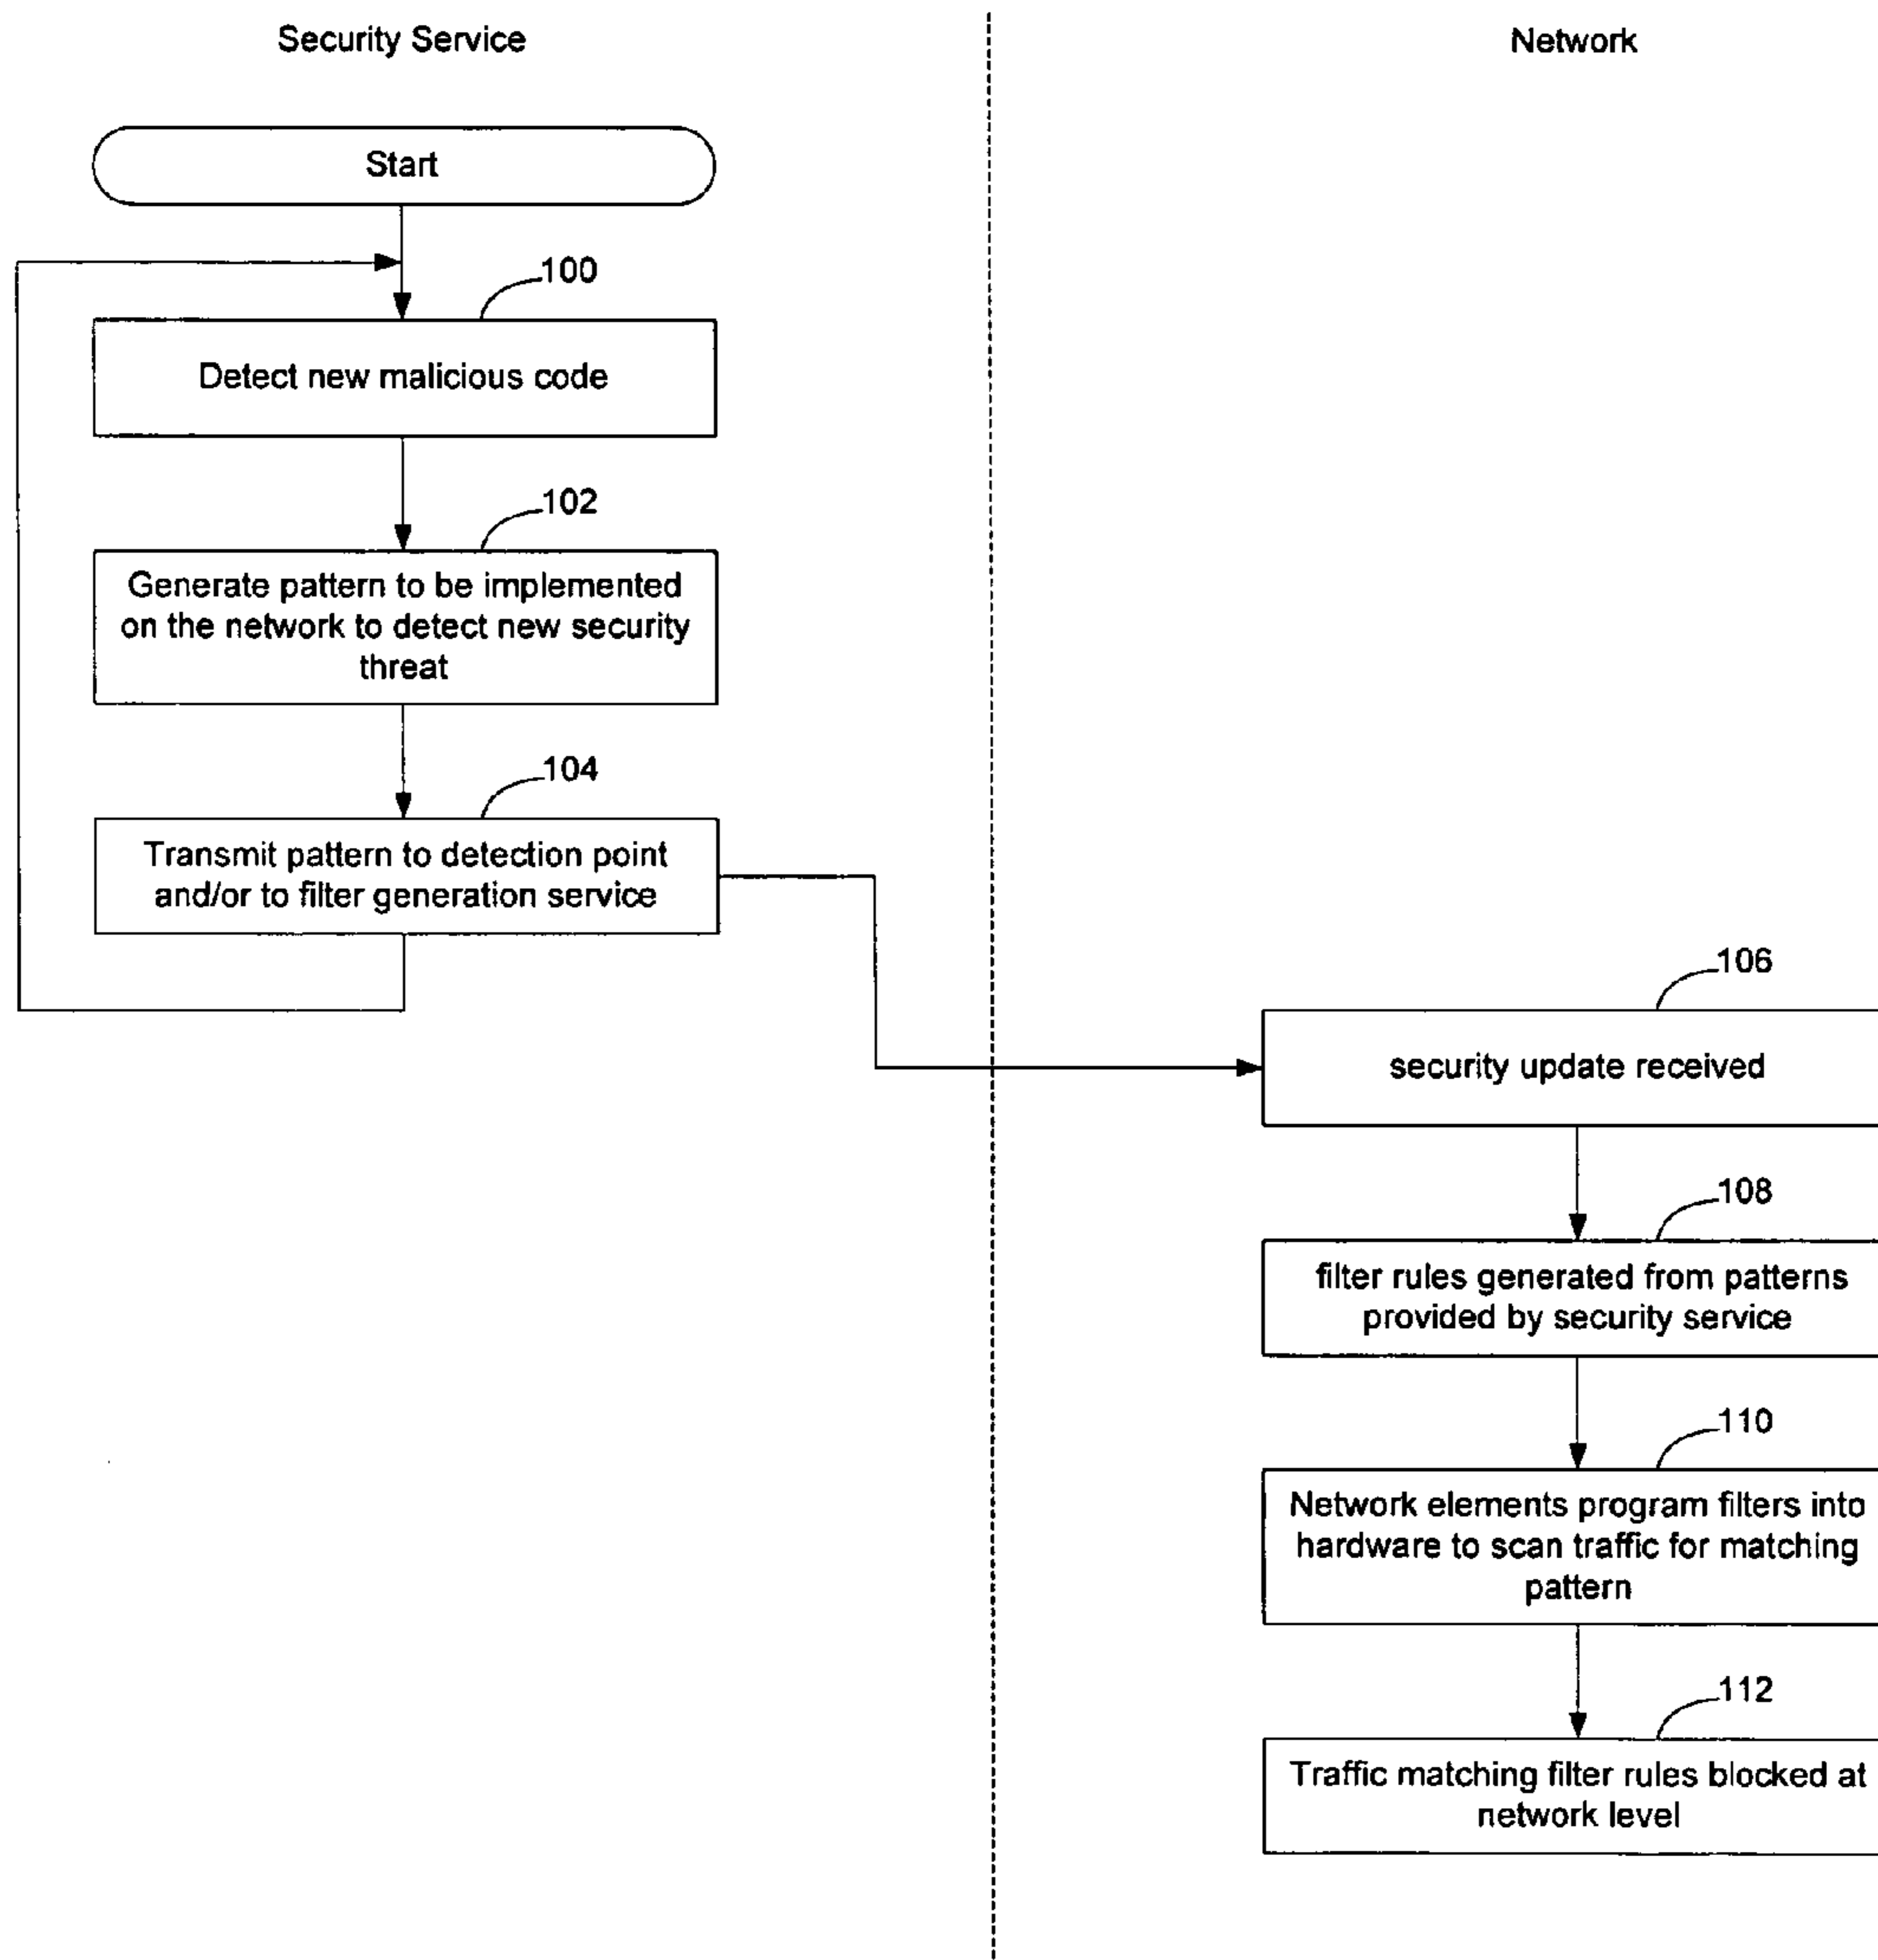 Security Service
Network
Start
100
Detect new malicious code
102
Generate pattern to be implemented
on the network to detect new security
threat
104
Transmit pattern to detection point
and/or to filter generation service
106
security update received
108
filter rules generated from patterns
provided by security service
110
Network elements program filters into
hardware to scan traffic for matching
pattern
112
Traffic matching filter rules blocked at
network level